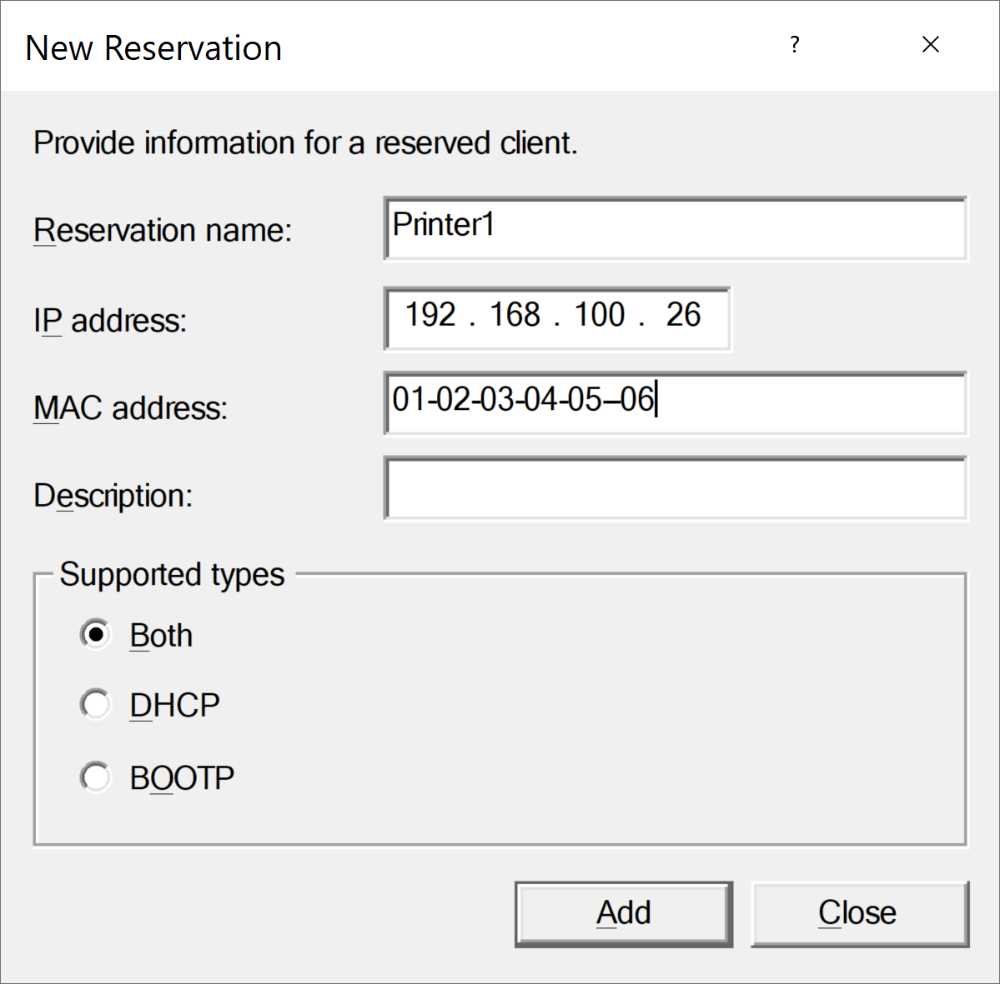 New Reservation ? ×
Provide information for a reserved client.
Reservation name: Printer1
IP address: 192 . 168 . 100 . 26
MAC address: 01-02-03-04-05--06
Description:
Supported types
Both
DHCP
BOOTP
Add Close